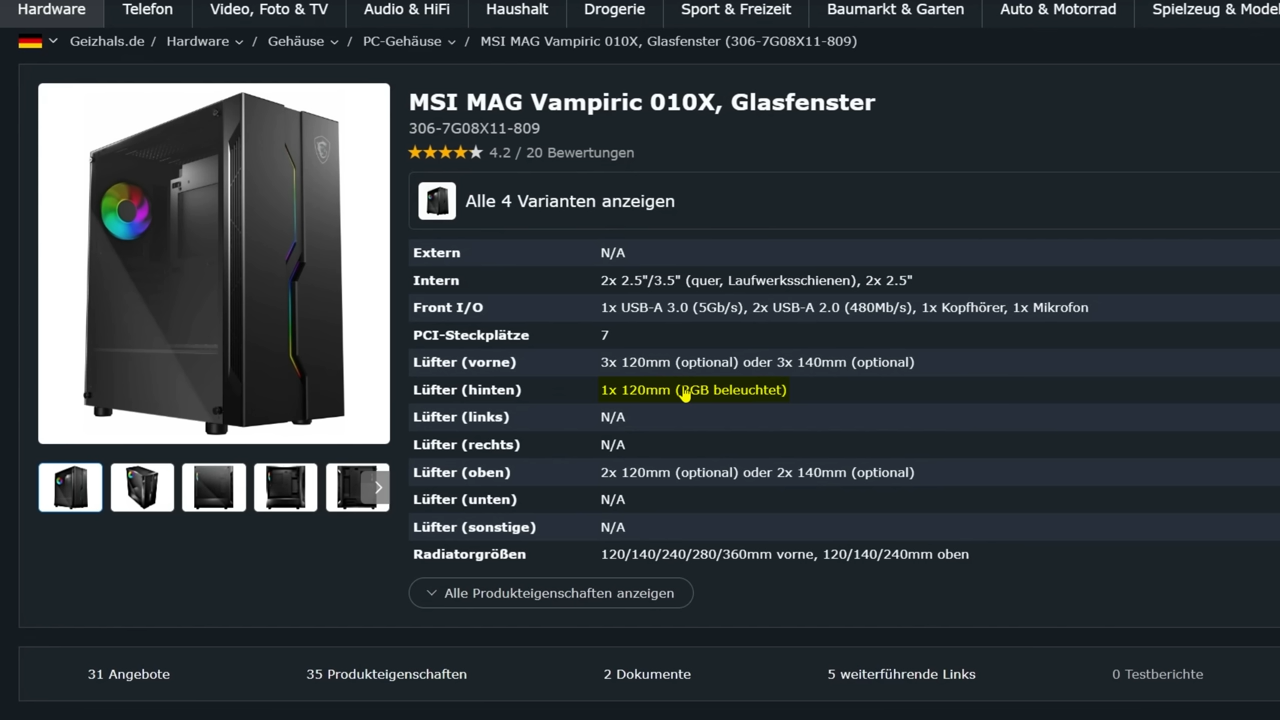 Hardware Telefon Video, Foto & TV Audio & HiFi Haushalt Drogerie Sport & Freizeit Baumarkt & Garten Auto & Motorrad Spielzeug &
Geizhals.de / Hardware / Gehäuse / PC-Gehäuse / MSI MAG Vampiric 010X, Glasfenster (306-7G08X11-809)
MSI MAG Vampiric 010X, Glasfenster
306-7G08X11-809
4.2 / 20 Bewertungen
Alle 4 Varianten anzeigen
Extern N/A
Intern 2x 2.5"/3.5" (quer, Laufwerksschienen), 2x 2.5"
Front I/O 1x USB-A 3.0 (5Gb/s), 2x USB-A 2.0 (480Mb/s), 1x Kopfhörer, 1x Mikrofon
PCI-Steckplätze 7
Lüfter (vorne) 3x 120mm (optional) oder 3x 140mm (optional)
Lüfter (hinten) 1x 120mm (RGB beleuchtet)
Lüfter (links) N/A
Lüfter (rechts) N/A
Lüfter (oben) 2x 120mm (optional) oder 2x 140mm (optional)
Lüfter (unten) N/A
Lüfter (sonstige) N/A
Radiatorgrößen 120/140/240/280/360mm vorne, 120/140/240mm oben
Alle Produkteigenschaften anzeigen
31 Angebote 35 Produkteigenschaften 2 Dokumente 5 weiterführende Links 0 Testberichte